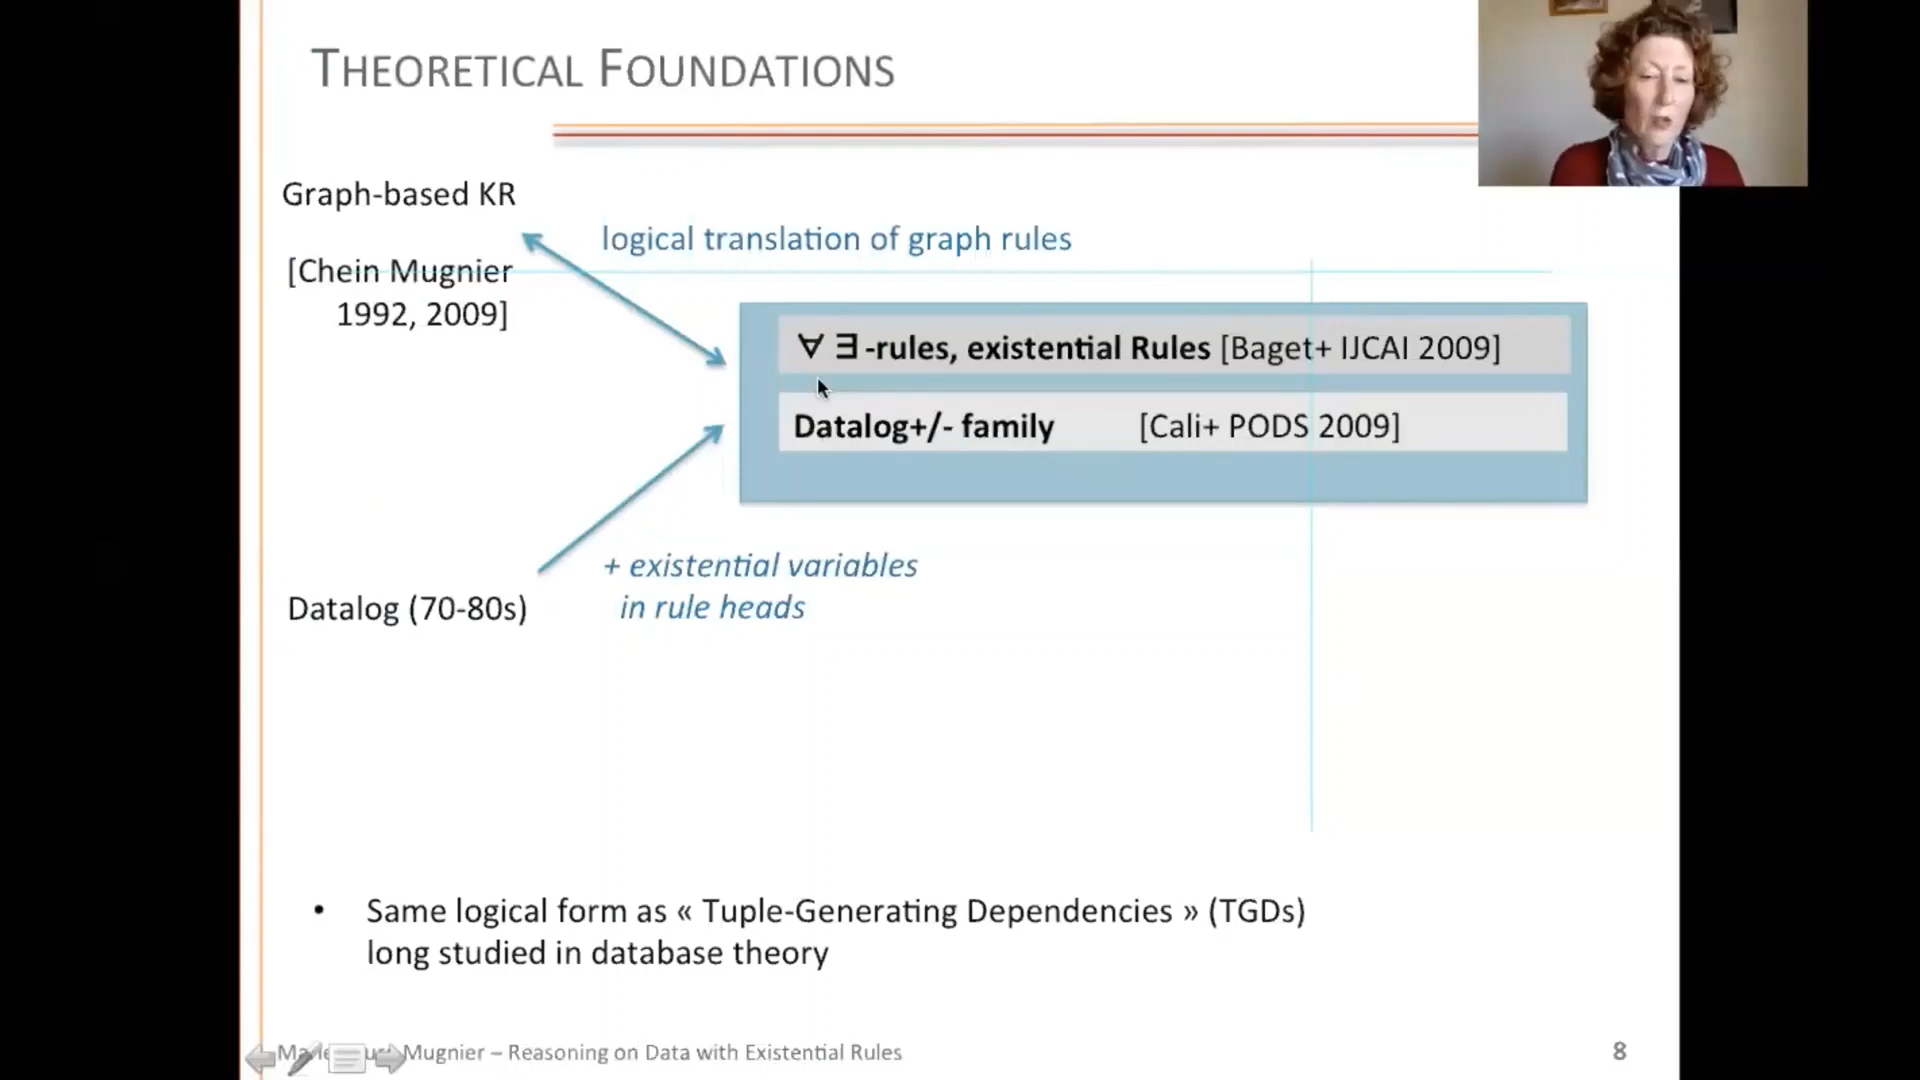 THEORETICAL FOUNDATIONS
Graph-based KR
logical translation of graph rules
[Chein Mugnier
1992, 2009]
∀ ∃ -rules, existential Rules [Baget+ IJCAI 2009]
Datalog+/- family [Cali+ PODS 2009]
+ existential variables
in rule heads
Datalog (70-80s)
• Same logical form as « Tuple-Generating Dependencies » (TGDs)
long studied in database theory
Mugnier – Reasoning on Data with Existential Rules
8